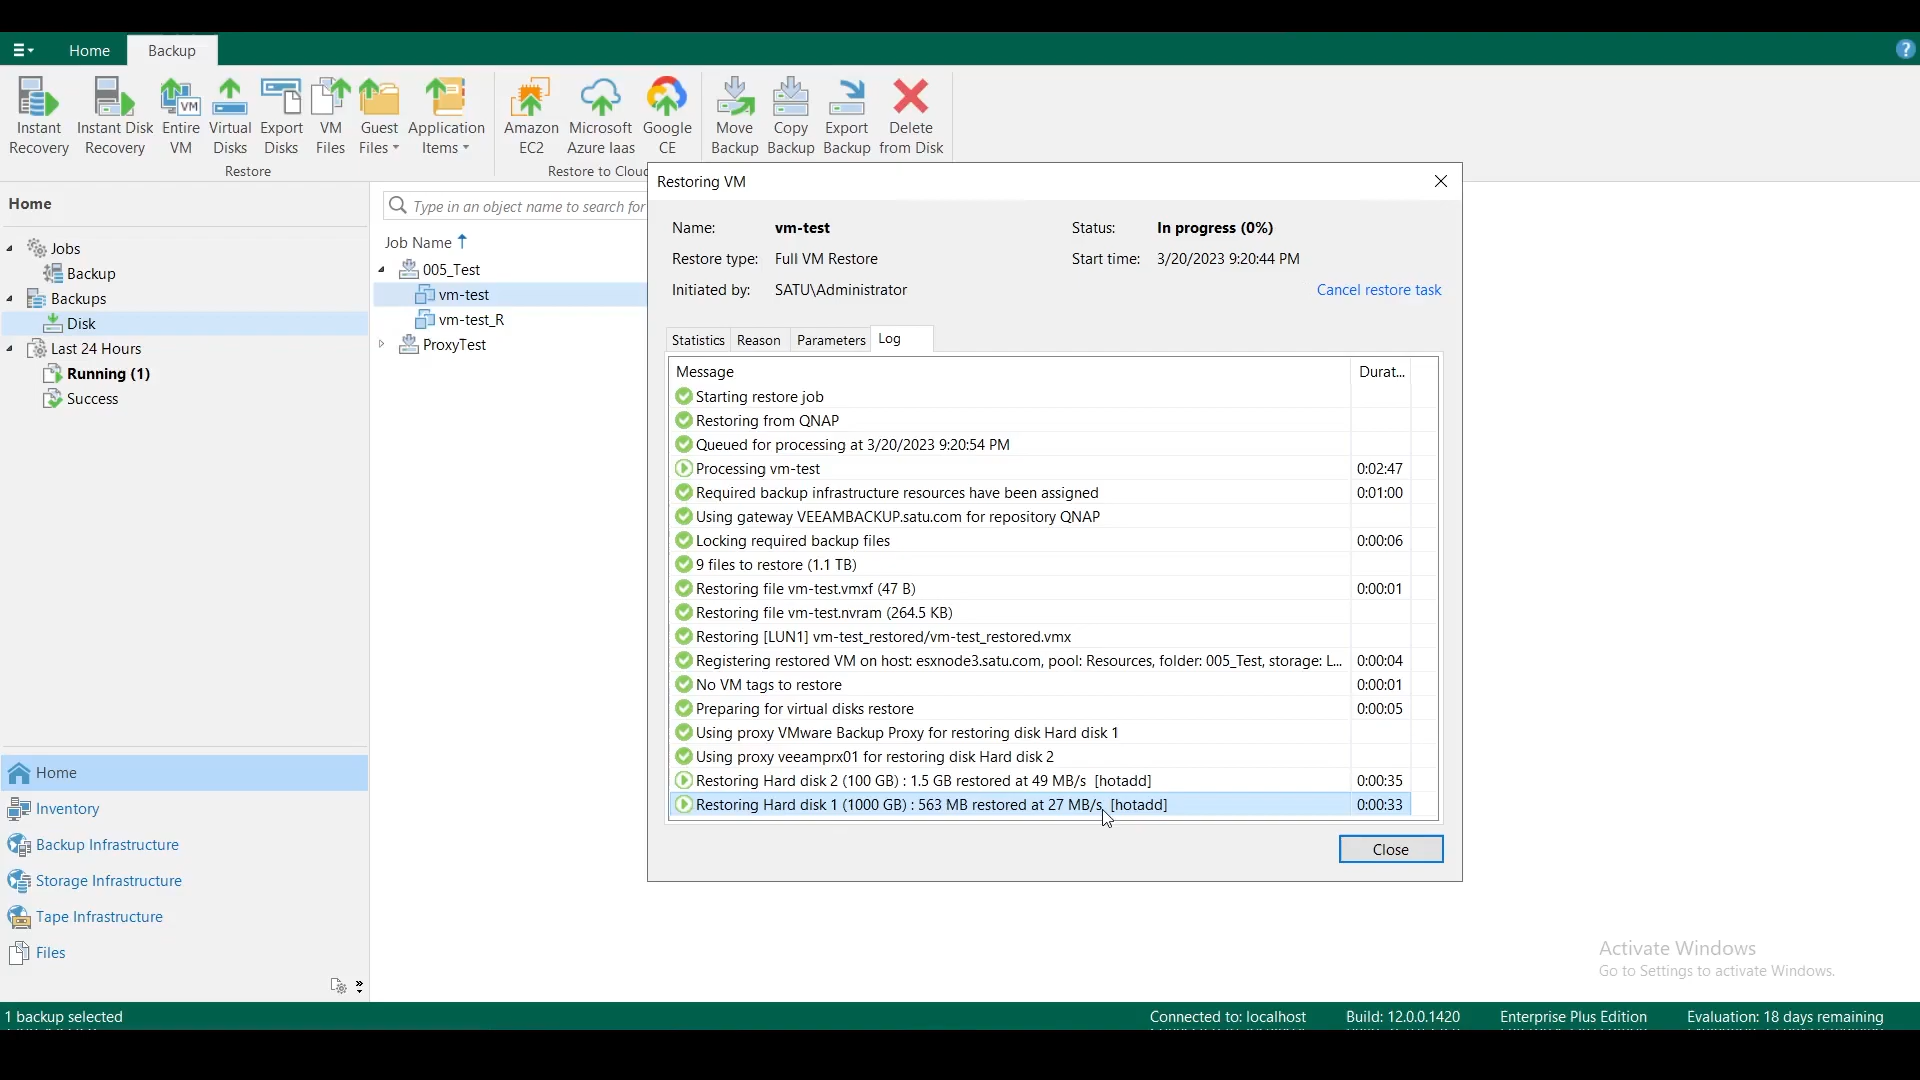 Home
Backup
?
Instant Recovery
Instant Disk Recovery
Entire VM
Virtual Disks
Export Disks
VM Files
Guest Files
Application Items
Amazon EC2
Microsoft Azure Iaas
Google CE
Move Backup
Copy Backup
Export Backup
Delete from Disk
Restore
Restore to Cloud
Home
Jobs
Backup
Backups
Disk
Last 24 Hours
Running (1)
Success
Type in an object name to search for
Job Name
005_Test
vm-test
vm-test_R
ProxyTest
Restoring VM
Name: vm-test
Status: In progress (0%)
Restore type: Full VM Restore
Start time: 3/20/2023 9:20:44 PM
Initiated by: SATU\Administrator
Cancel restore task
Statistics Reason Parameters Log
Message Durat...
Starting restore job
Restoring from QNAP
Queued for processing at 3/20/2023 9:20:54 PM
Processing vm-test 0:02:47
Required backup infrastructure resources have been assigned 0:01:00
Using gateway VEEAMBACKUP.satu.com for repository QNAP
Locking required backup files 0:00:06
9 files to restore (1.1 TB)
Restoring file vm-test.vmxf (47 B) 0:00:01
Restoring file vm-test.nvram (264.5 KB)
Restoring [LUN1] vm-test_restored/vm-test_restored.vmx
Registering restored VM on host: esxnode3.satu.com, pool: Resources, folder: 005_Test, storage: L... 0:00:04
No VM tags to restore 0:00:01
Preparing for virtual disks restore 0:00:05
Using proxy VMware Backup Proxy for restoring disk Hard disk 1
Using proxy veeamprx01 for restoring disk Hard disk 2
Restoring Hard disk 2 (100 GB) : 1.5 GB restored at 49 MB/s [hotadd] 0:00:35
Restoring Hard disk 1 (1000 GB) : 563 MB restored at 27 MB/s [hotadd] 0:00:33
Close
Home
Inventory
Backup Infrastructure
Storage Infrastructure
Tape Infrastructure
Files
Activate Windows
Go to Settings to activate Windows.
1 backup selected
Connected to: localhost
Build: 12.0.0.1420
Enterprise Plus Edition
Evaluation: 18 days remaining